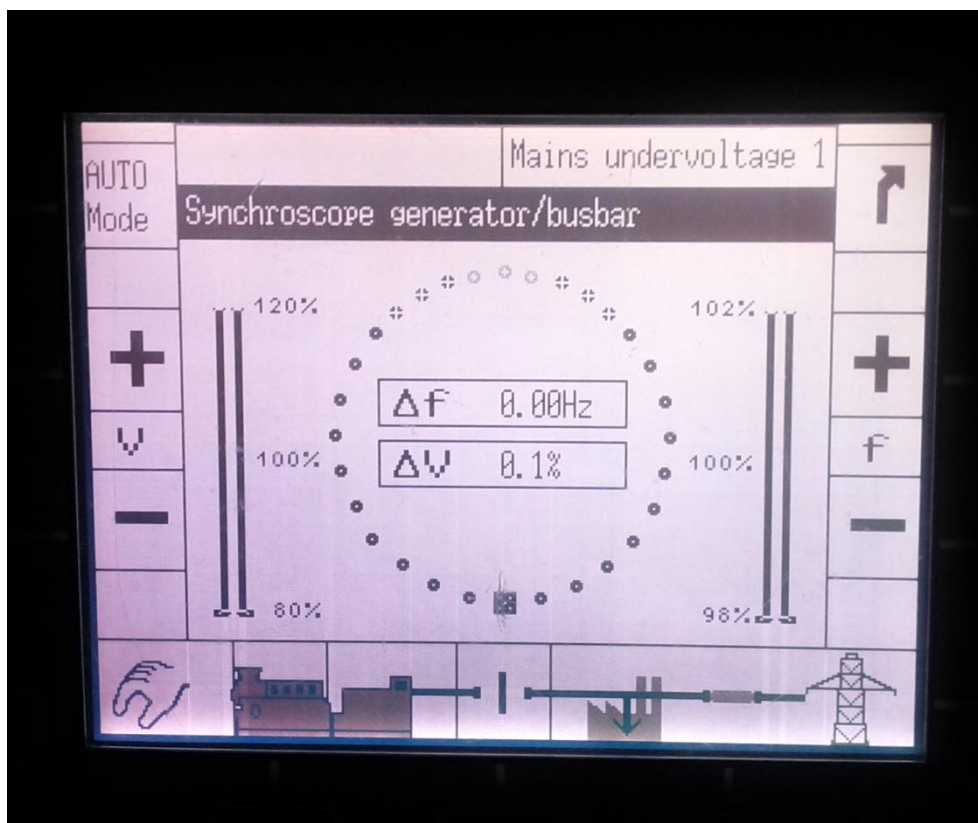 Mains undervoltage 1
AUTO
Mode
Synchroscope generator/busbar
120%
102%
+
+
Δf 0.00Hz
V
f
100%
ΔV 0.1%
100%
-
-
80%
98%